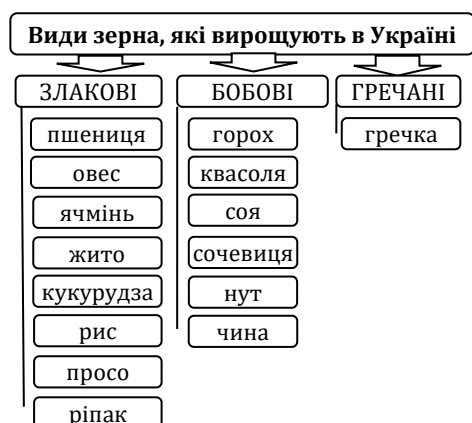 Види зерна, які вирощують в Україні
ЗЛАКОВІ
пшениця
овес
ячмінь
жито
кукурудза
рис
просо
ріпак
БОБОВІ
горох
квасоля
соя
сочевиця
нут
чина
ГРЕЧАНІ
гречка